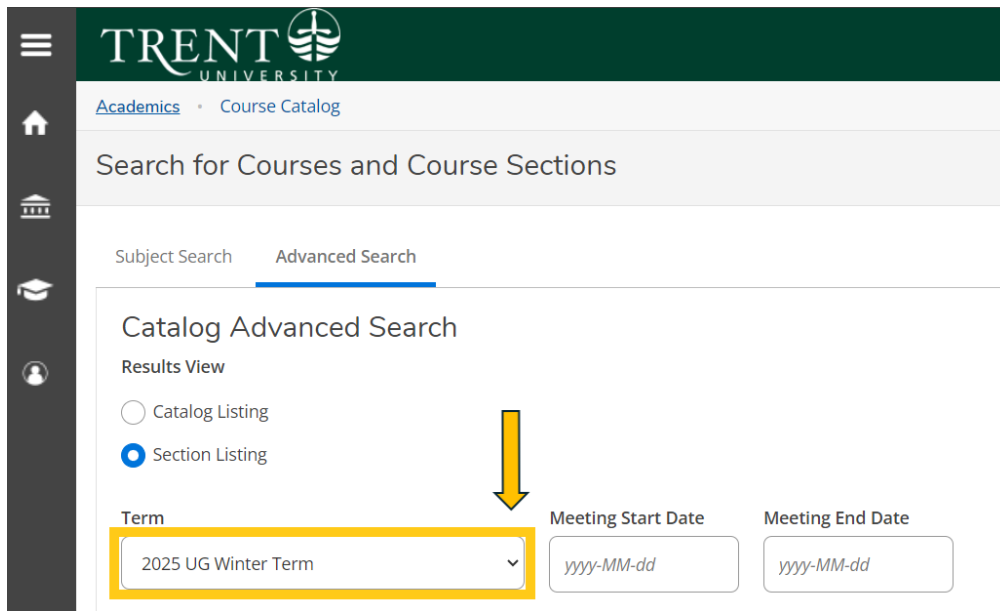 TRENT
UNIVERSITY
Academics • Course Catalog
Search for Courses and Course Sections
Subject Search Advanced Search
Catalog Advanced Search
Results View
Catalog Listing
Section Listing
Term Meeting Start Date Meeting End Date
2025 UG Winter Term yyyy-MM-dd yyyy-MM-dd